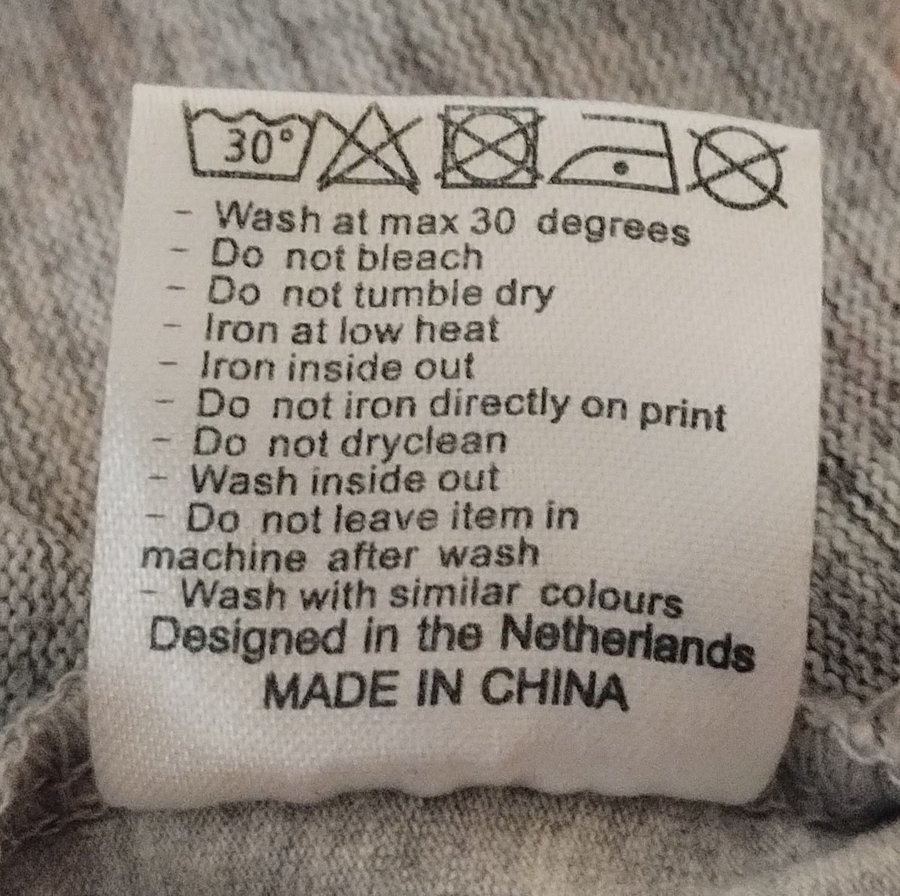 30°
- Wash at max 30 degrees
- Do not bleach
- Do not tumble dry
- Iron at low heat
- Iron inside out
- Do not iron directly on print
- Do not dryclean
- Wash inside out
- Do not leave item in
machine after wash
- Wash with similar colours
Designed in the Netherlands
MADE IN CHINA